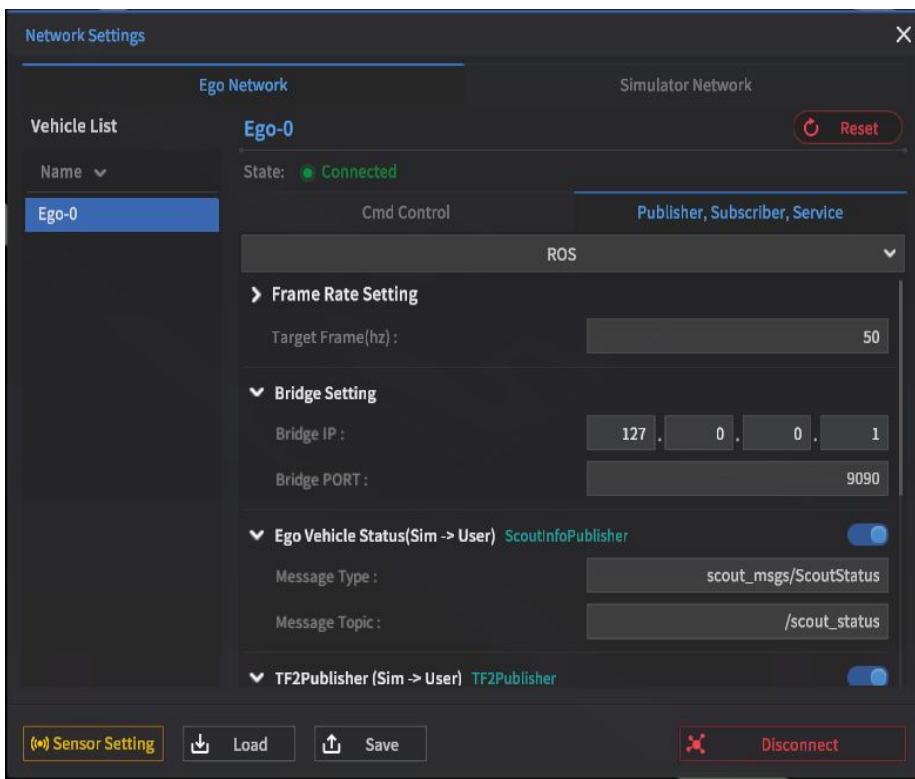 Network Settings
Ego Network
Simulator Network
Vehicle List
Name
Ego-0
Ego-0
Reset
State: Connected
Cmd Control
Publisher, Subscriber, Service
ROS
Frame Rate Setting
Target Frame(hz) : 50
Bridge Setting
Bridge IP : 127 . 0 . 0 . 1
Bridge PORT : 9090
Ego Vehicle Status(Sim -> User) ScoutInfoPublisher
Message Type : scout_msgs/ScoutStatus
Message Topic : /scout_status
TF2Publisher (Sim -> User) TF2Publisher
Sensor Setting
Load
Save
Disconnect